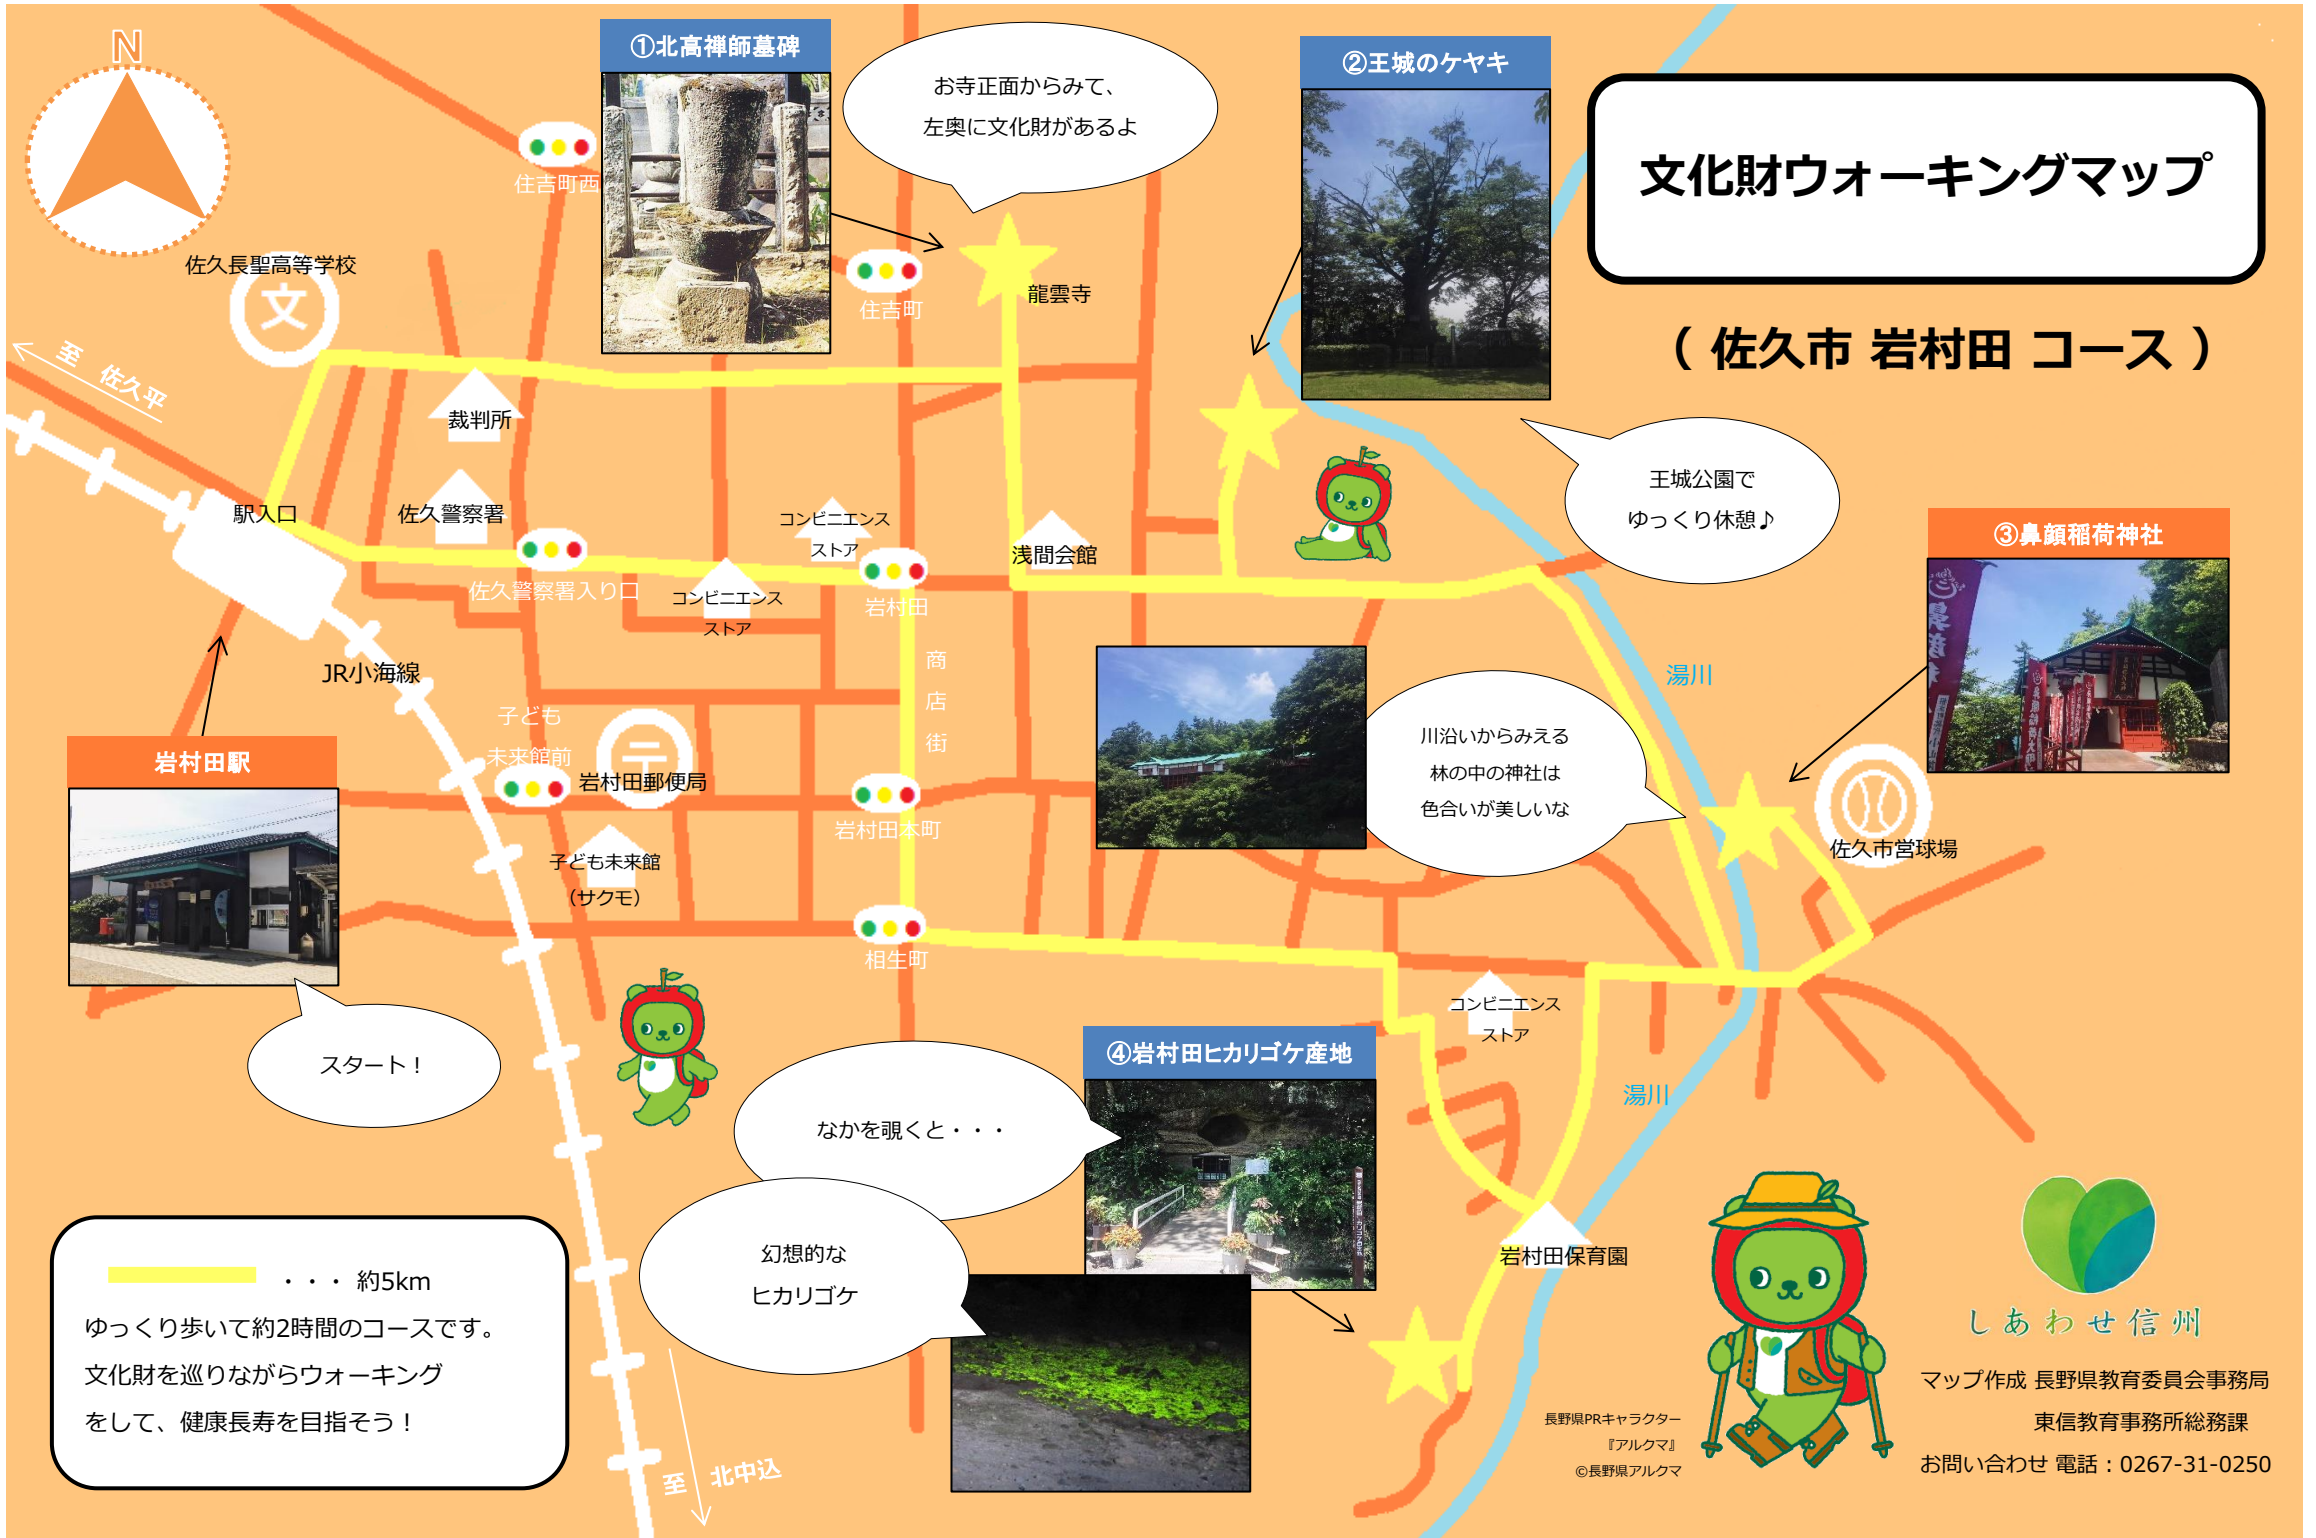 N
①北高禅師墓碑
お寺正面からみて、
左奥に文化財があるよ
②王城のケヤキ
文化財ウォーキングマップ
( 佐久市 岩村田 コース )
住吉町西
佐久長聖高等学校
文
住吉町
龍雲寺
至 佐久平
裁判所
駅入口
佐久警察署
佐久警察署入り口
コンビニエンス
ストア
コンビニエンス
ストア
岩村田
浅間会館
王城公園で
ゆっくり休憩♪
③鼻顔稲荷神社
JR小海線
商
店
街
湯川
川沿いからみえる
林の中の神社は
色合いが美しいな
岩村田駅
子ども
未来館前
岩村田郵便局
岩村田本町
佐久市営球場
子ども未来館
(サクモ)
相生町
コンビニエンス
ストア
スタート！
④岩村田ヒカリゴケ産地
湯川
なかを覗くと・・・
幻想的な
ヒカリゴケ
岩村田保育園
・・・ 約5km
ゆっくり歩いて約2時間のコースです。
文化財を巡りながらウォーキング
をして、健康長寿を目指そう！
至 北中込
しあわせ信州
マップ作成 長野県教育委員会事務局
東信教育事務所総務課
お問い合わせ 電話：0267-31-0250
長野県PRキャラクター
『アルクマ』
©長野県アルクマ